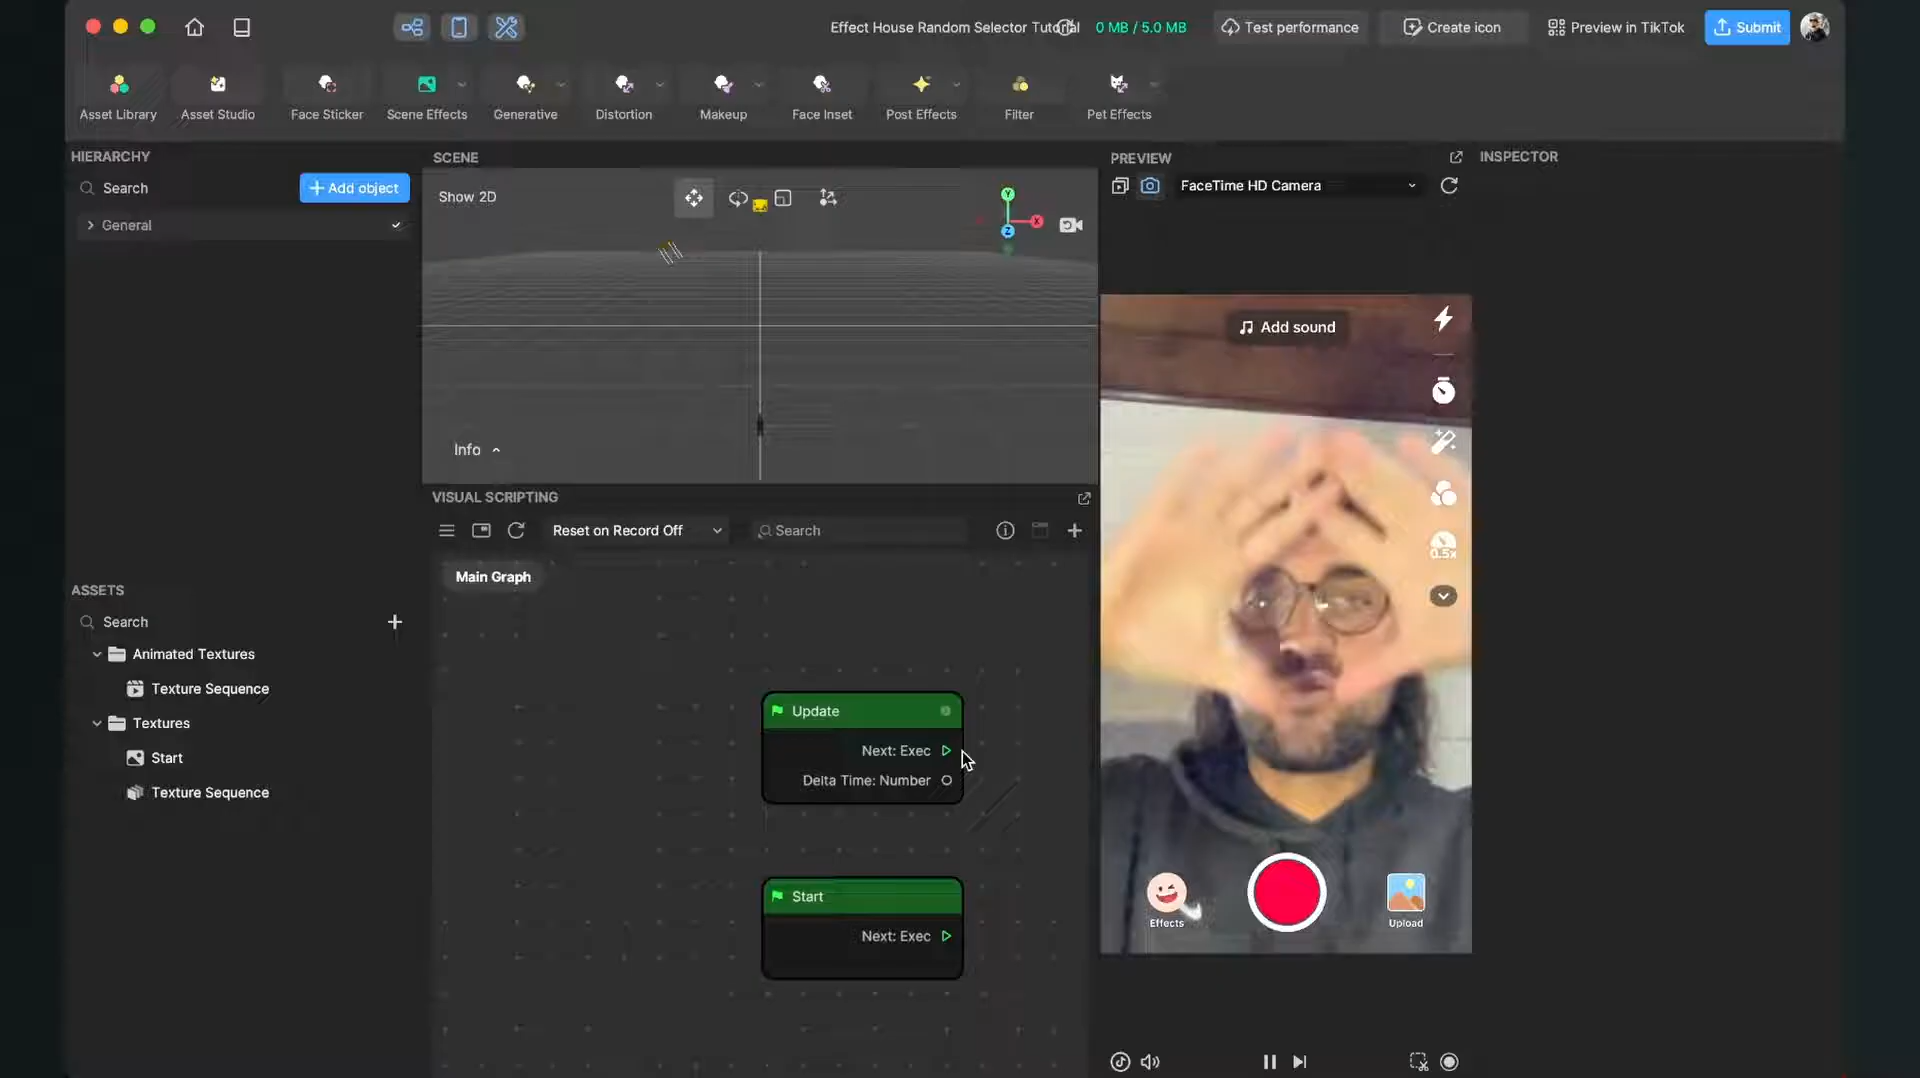 Effect House Random Selector Tutorial
0 MB / 5.0 MB
Test performance
Create icon
Preview in TikTok
Submit
Asset Library
Asset Studio
Face Sticker
Scene Effects
Generative
Distortion
Makeup
Face Inset
Post Effects
Filter
Pet Effects
HIERARCHY
Search
Add object
General
SCENE
Show 2D
Y
X
Z
Info
PREVIEW
FaceTime HD Camera
INSPECTOR
Add sound
0.5x
Effects
Upload
VISUAL SCRIPTING
Reset on Record Off
Search
Main Graph
Update
Next: Exec
Delta Time: Number
Start
Next: Exec
ASSETS
Search
Animated Textures
Texture Sequence
Textures
Start
Texture Sequence